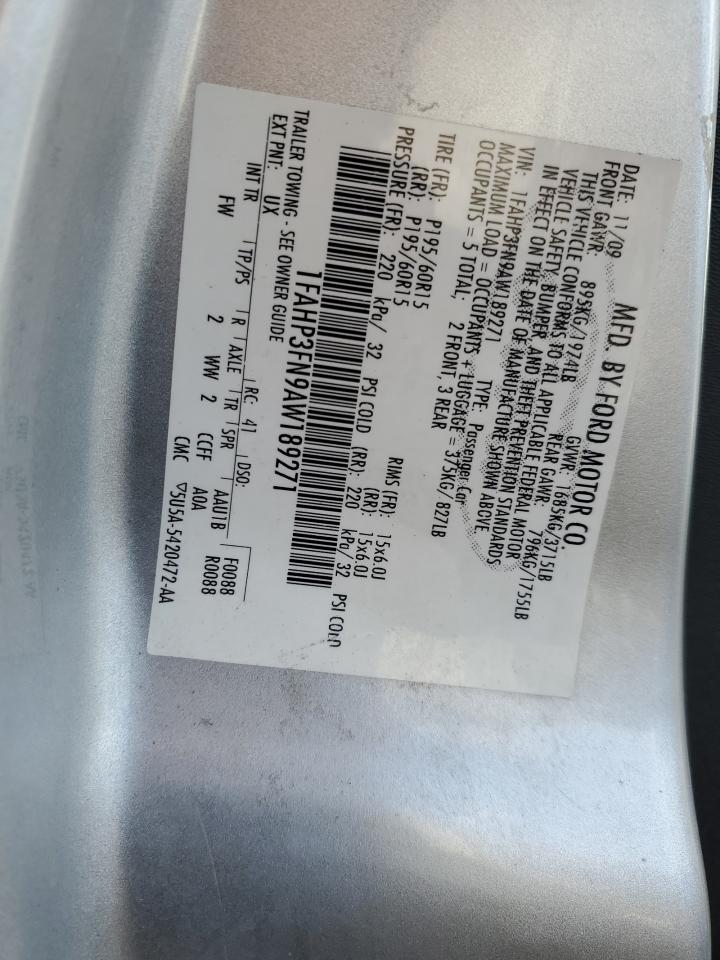 MFD. BY FORD MOTOR CO.
DATE: 11/09 GVWR: 1685KG/3715LB
FRONT GAWR: 895KG/1974LB REAR GAWR: 796KG/1755LB
THIS VEHICLE CONFORMS TO ALL APPLICABLE FEDERAL MOTOR
VEHICLE SAFETY, BUMPER, AND THEFT PREVENTION STANDARDS
IN EFFECT ON THE DATE OF MANUFACTURE SHOWN ABOVE
VIN: 1FAHP3FN9AW189271 TYPE: Passenger Car
MAXIMUM LOAD = OCCUPANTS + LUGGAGE = 375KG/827LB
OCCUPANTS = 5 TOTAL; 2 FRONT, 3 REAR
TIRE (FR): P195/60R15 RIMS (FR): 15x6.0J
(RR): P195/60R15 (RR): 15x6.0J
PRESSURE (FR): 220 kPa/ 32 PSI COLD (RR): 220 kPa/ 32 PSI COLD
1FAHP3FN9AW189271
TRAILER TOWING - SEE OWNER GUIDE
EXT PNT: UX RC: 41 DSO:
INT TR TP/PS R AXLE TR SPR AAU1B F0088
FW 2 WW 2 CCFF A0A R0088
CMC 5U5A-5420472-AA